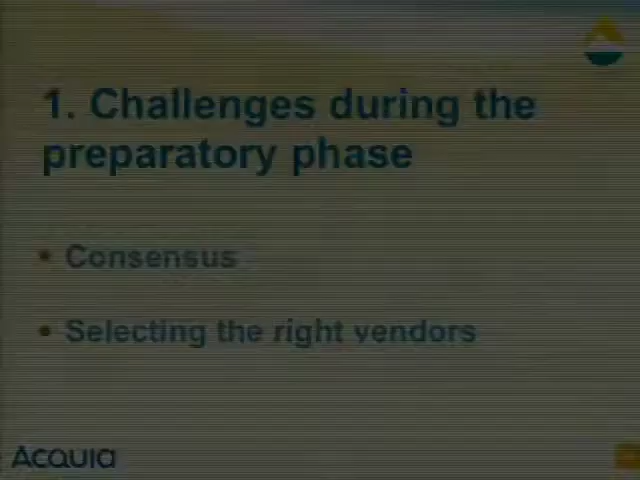 1. Challenges during the
preparatory phase
• Consensus
• Selecting the right vendors
Acquia